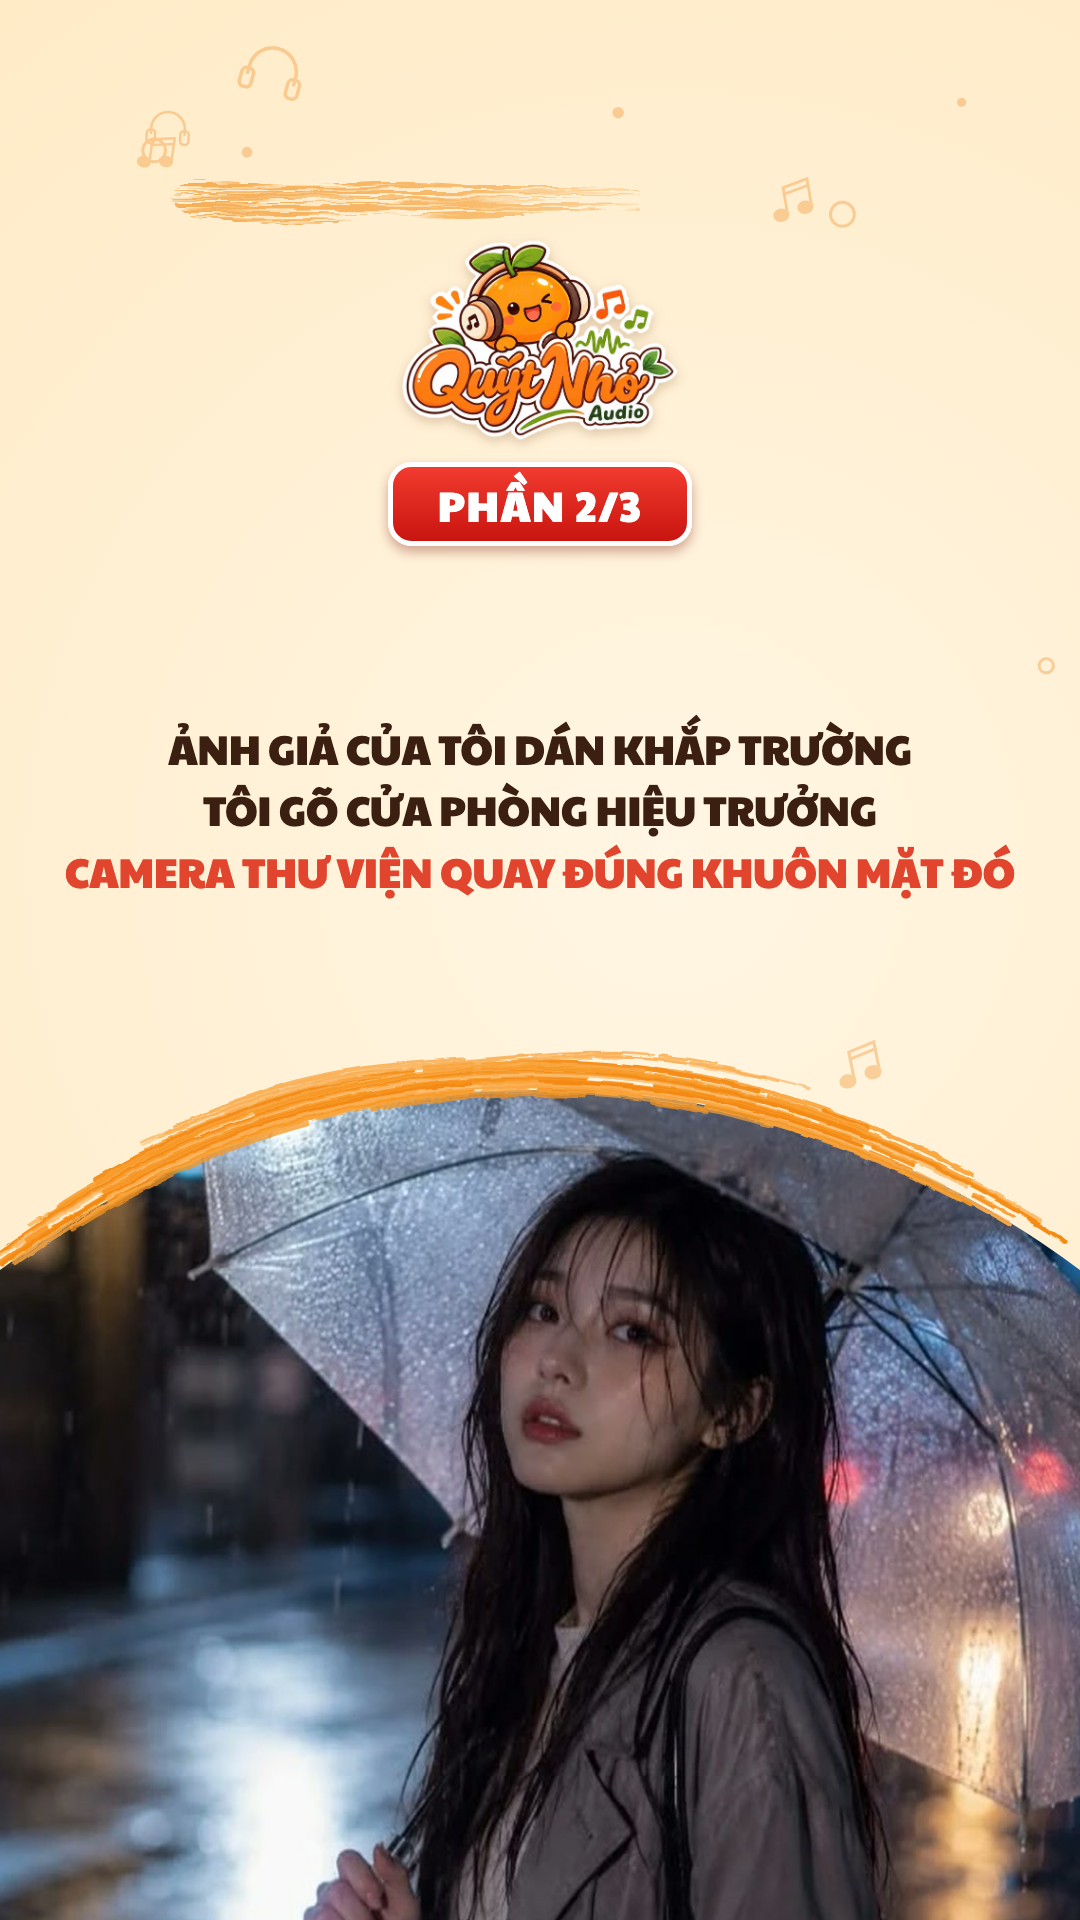 Quýt Nhỏ
Audio
PHẦN 2/3
ẢNH GIẢ CỦA TÔI DÁN KHẮP TRƯỜNG
TÔI GÕ CỬA PHÒNG HIỆU TRƯỞNG
CAMERA THƯ VIỆN QUAY ĐÚNG KHUÔN MẶT ĐÓ